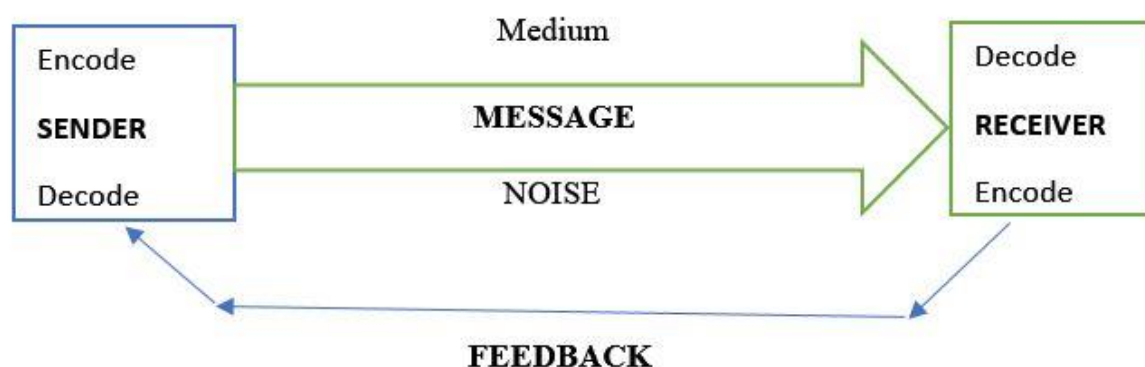 Encode
SENDER
Decode
Medium
MESSAGE
NOISE
Decode
RECEIVER
Encode
FEEDBACK